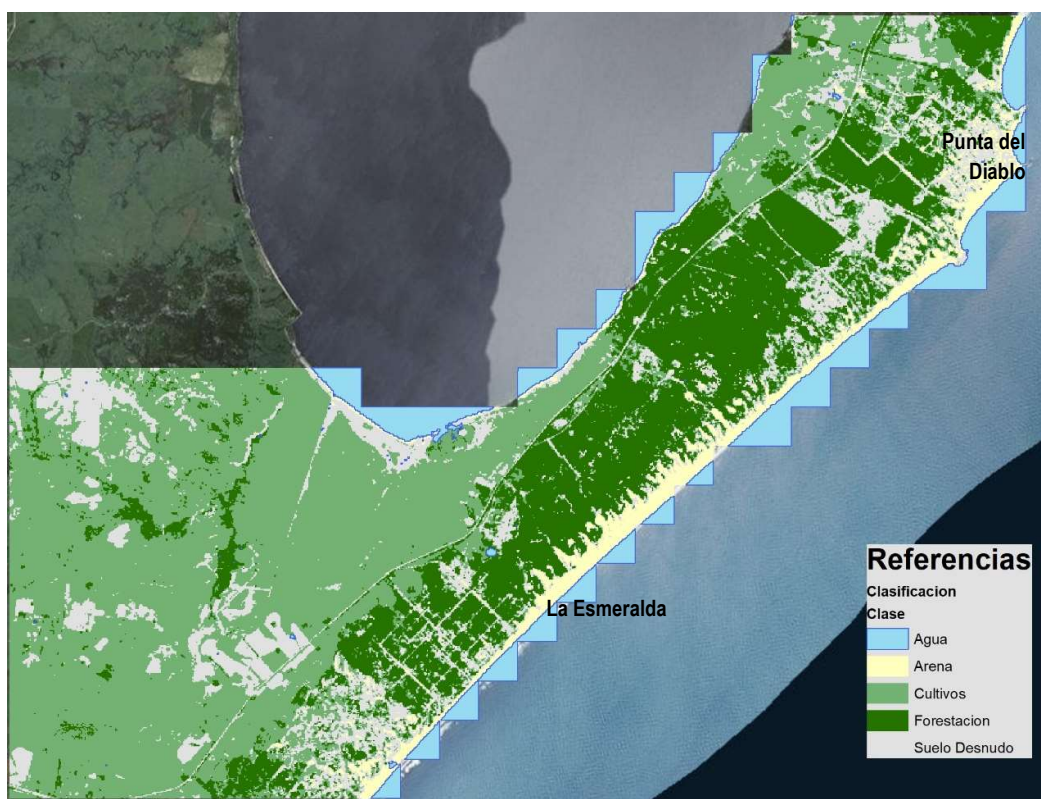 Punta del
Diablo
La Esmeralda
Referencias
Clasificacion
Clase
Agua
Arena
Cultivos
Forestacion
Suelo Desnudo